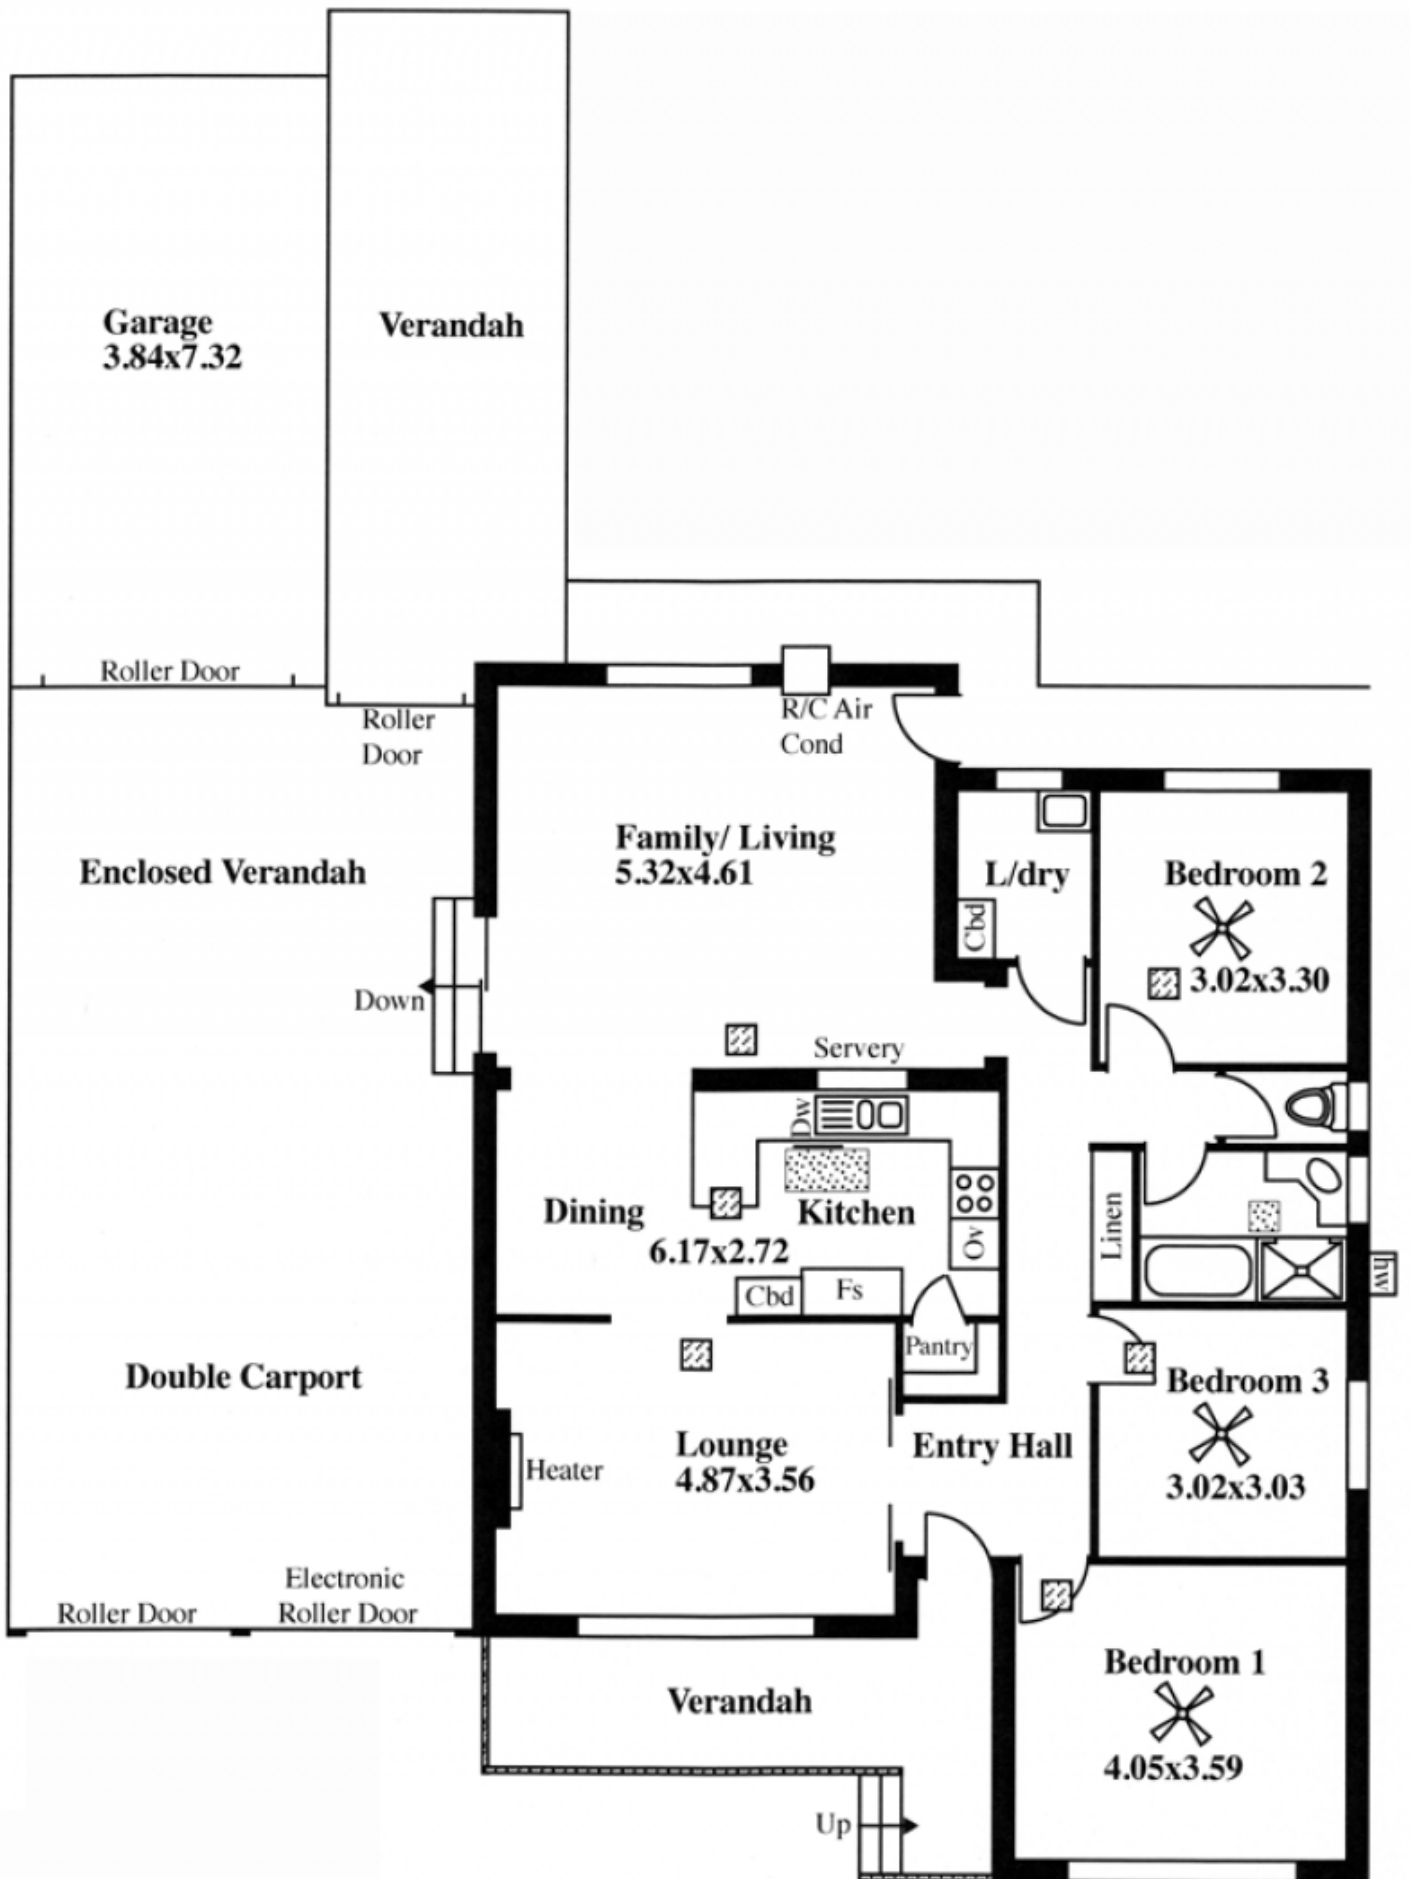 Garage
3.84x7.32
Verandah
Roller Door
Roller
Door
R/C Air
Cond
Family/ Living
5.32x4.61
Enclosed Verandah
L/dry
Cbd
Bedroom 2
3.02x3.30
Down
Servery
Dw
Dining
Kitchen
6.17x2.72
Ov
Linen
hw
Cbd
Fs
Pantry
Double Carport
Bedroom 3
3.02x3.03
Lounge
4.87x3.56
Entry Hall
Heater
Electronic
Roller Door
Roller Door
Bedroom 1
4.05x3.59
Verandah
Up